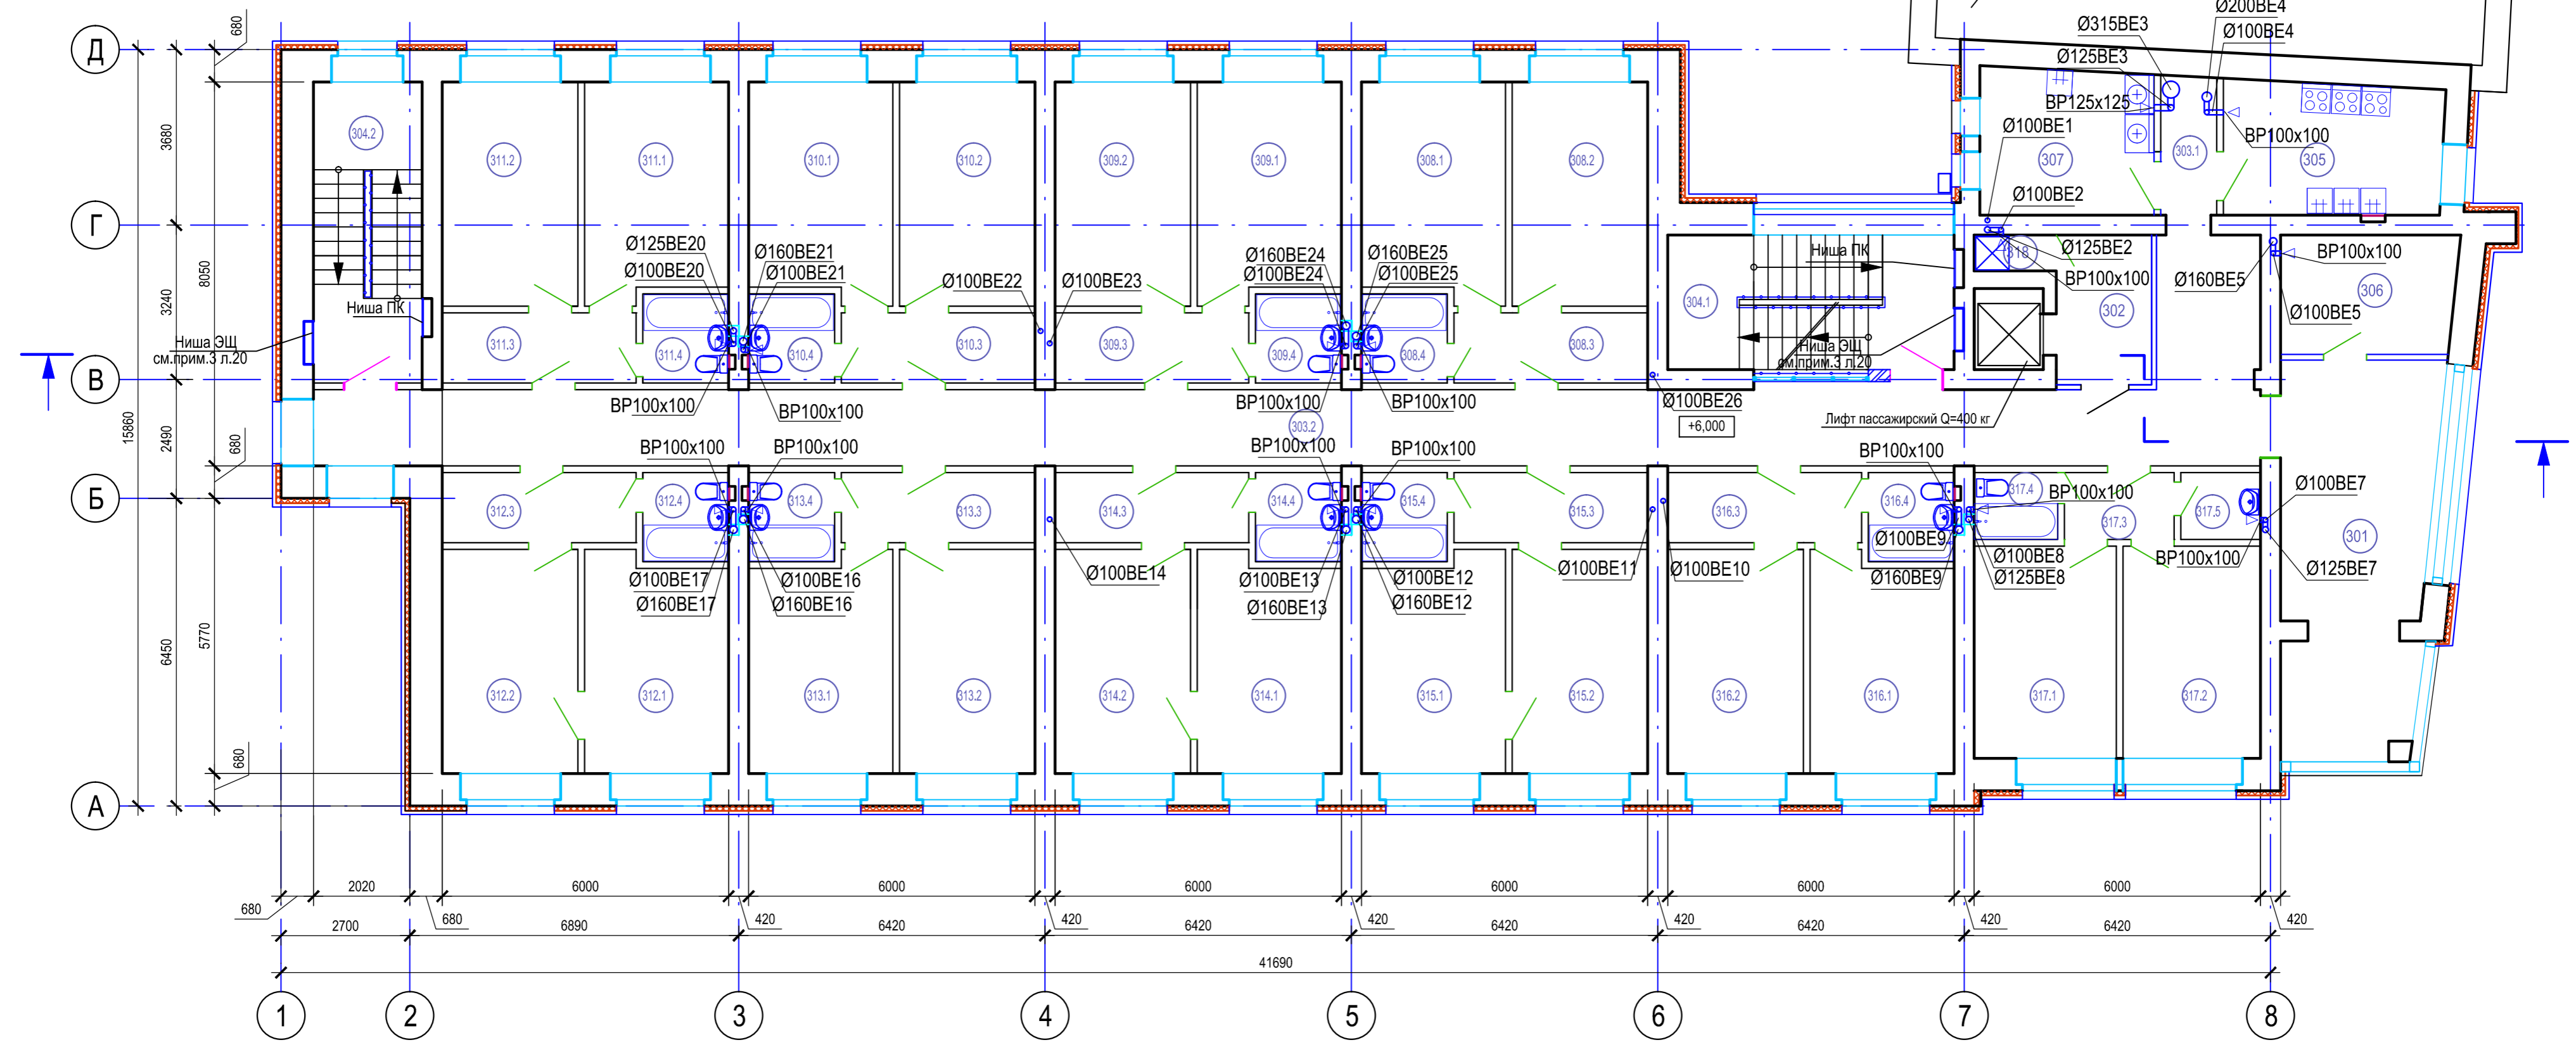 Ø200ВЕ4
Ø315ВЕ3
Ø100ВЕ4
Ø125ВЕ3
ВР125х125
Ø100ВЕ1
ВР100х100
Д
680
3680
304.2
311.2
311.1
310.1
310.2
309.2
309.1
308.1
308.2
307
303.1
305
Ø100ВЕ2
Г
Ø125ВЕ20
Ø160ВЕ21
Ø160ВЕ24
Ø160ВЕ25
Ниша ПК
318
Ø125ВЕ2
ВР100х100
Ø100ВЕ20
Ø100ВЕ21
Ø100ВЕ22
Ø100ВЕ23
Ø100ВЕ24
Ø100ВЕ25
ВР100х100
Ø160ВЕ5
8050
3240
Ниша ПК
304.1
302
306
Ø100ВЕ5
Ниша ЭЩ
см.прим.3 л.20
311.3
311.4
310.4
310.3
309.3
309.4
308.4
308.3
Ниша ЭЩ
см.прим.3 л.20
В
ВР100х100
ВР100х100
ВР100х100
ВР100х100
Ø100ВЕ26
303.2
+6,000
Лифт пассажирский Q=400 кг
15860
2490
680
ВР100х100
ВР100х100
ВР100х100
ВР100х100
ВР100х100
Б
312.3
312.4
313.4
313.3
314.3
314.4
315.4
315.3
316.3
316.4
317.4
ВР100х100
317.3
317.5
Ø100ВЕ7
301
Ø100ВЕ9
Ø100ВЕ8
ВР100х100
Ø125ВЕ7
Ø100ВЕ17
Ø100ВЕ16
Ø100ВЕ14
Ø100ВЕ13
Ø100ВЕ12
Ø100ВЕ11
Ø100ВЕ10
Ø160ВЕ9
Ø125ВЕ8
Ø160ВЕ17
Ø160ВЕ16
Ø160ВЕ13
Ø160ВЕ12
6450
5770
312.2
312.1
313.1
313.2
314.2
314.1
315.1
315.2
316.2
316.1
317.1
317.2
680
А
2020
6000
6000
6000
6000
6000
6000
680
680
420
420
420
420
420
420
2700
6890
6420
6420
6420
6420
6420
41690
1
2
3
4
5
6
7
8